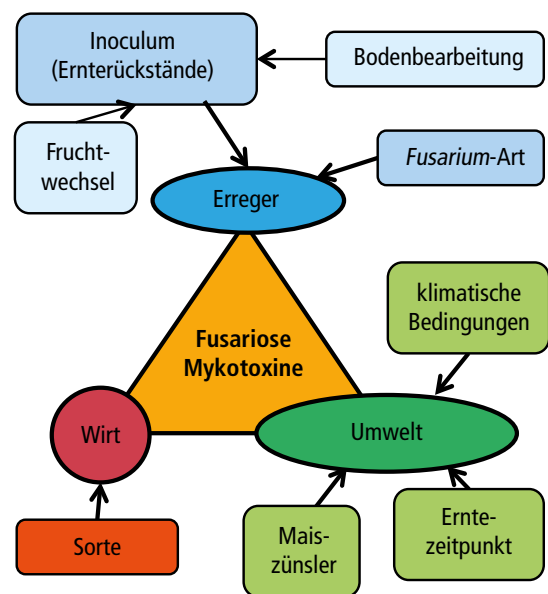 Inoculum
(Ernterückstände)
Bodenbearbeitung
Frucht-
wechsel
Fusarium-Art
Erreger
klimatische
Bedingungen
Fusariose
Mykotoxine
Wirt
Umwelt
Sorte
Mais-
zünsler
Ernte-
zeitpunkt